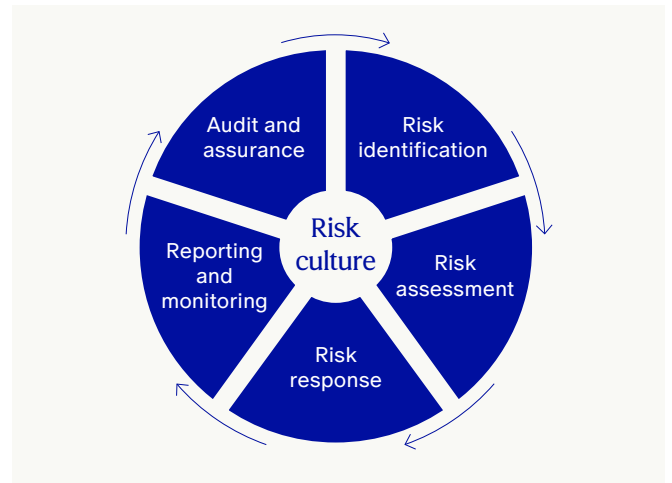 Audit and
assurance
Risk
identification
Risk
culture
Reporting
and
monitoring
Risk
assessment
Risk
response